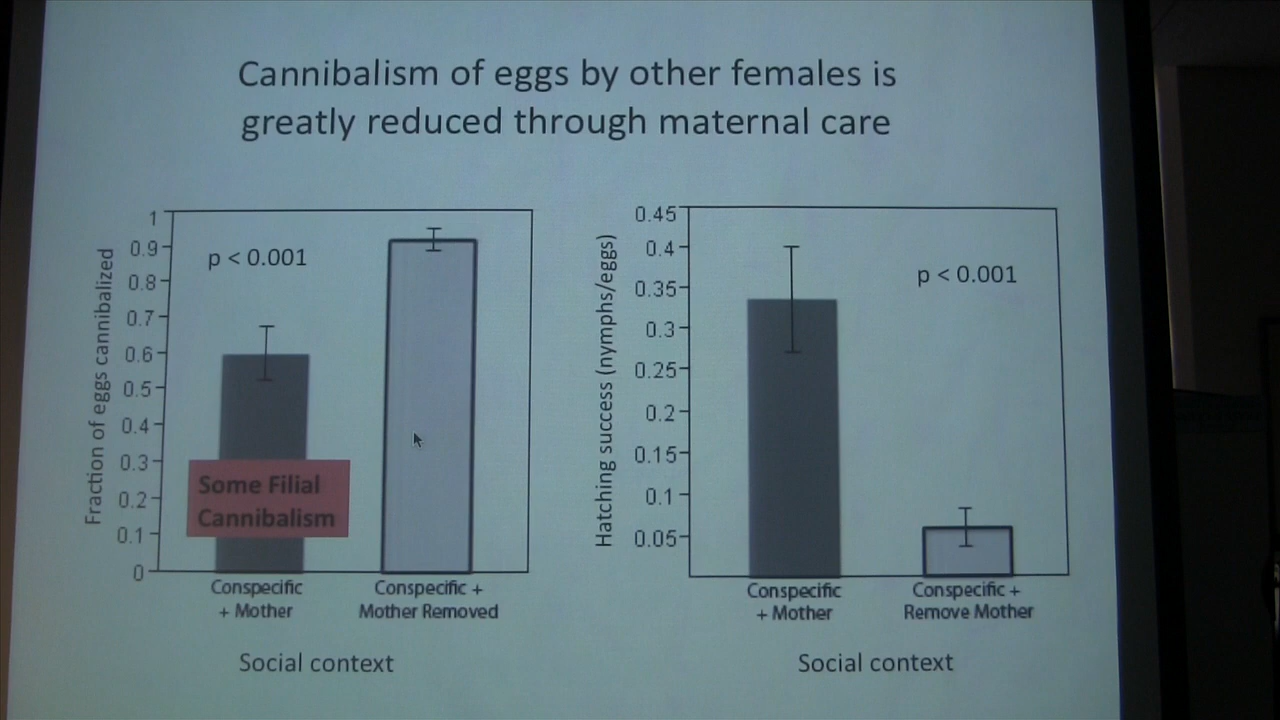 Cannibalism of eggs by other females is
greatly reduced through maternal care
Fraction of eggs cannibalized
1
0.9
0.8
0.7
0.6
0.5
0.4
0.3
0.2
0.1
0
p < 0.001
Some Filial
Cannibalism
Conspecific
+ Mother
Conspecific +
Mother Removed
Social context
Hatching success (nymphs/eggs)
0.45
0.4
0.35
0.3
0.25
0.2
0.15
0.1
0.05
p < 0.001
Conspecific
+ Mother
Conspecific +
Remove Mother
Social context